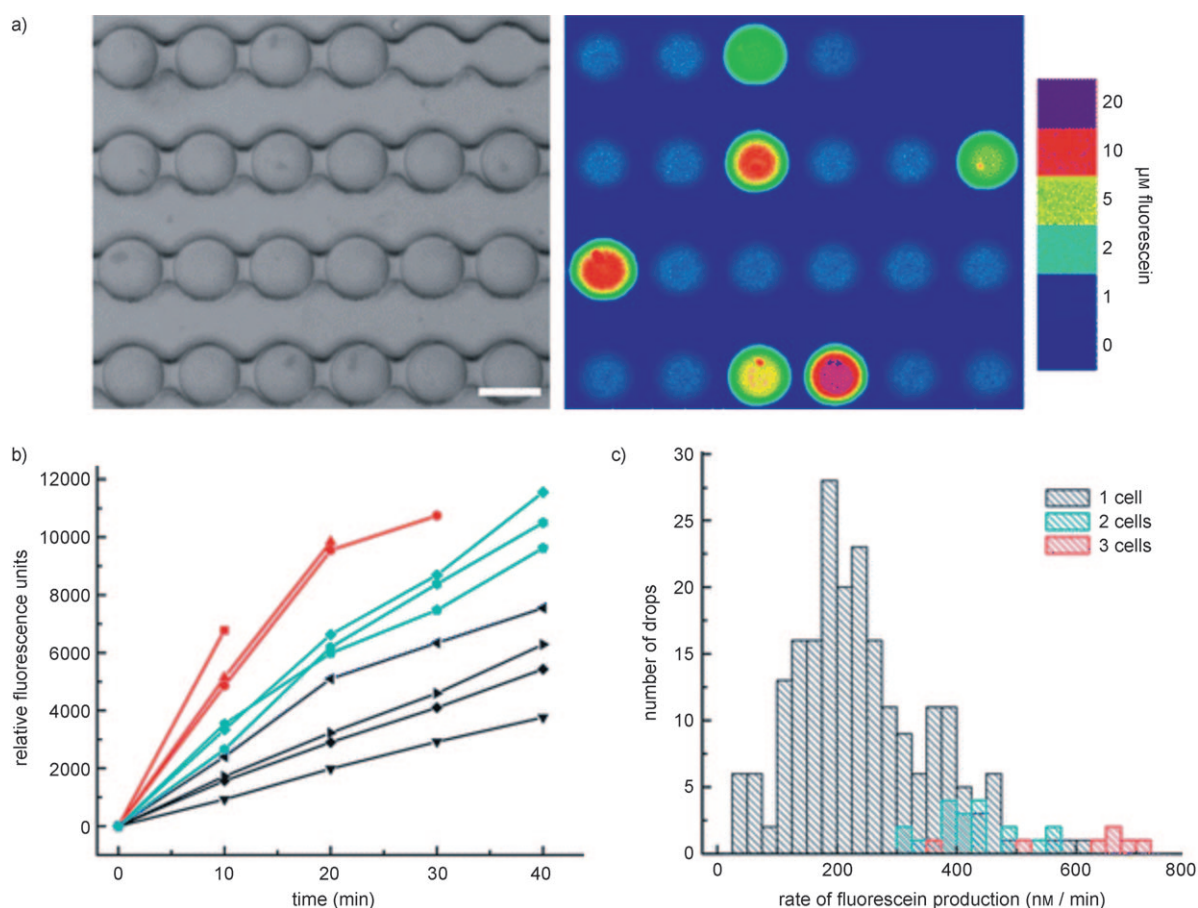 a)
20
10
5
2
1
0
μM fluorescein
b)
12000
10000
8000
6000
4000
2000
0
relative fluorescence units
0 10 20 30 40
time (min)
c)
30
25
20
15
10
5
0
number of drops
1 cell
2 cells
3 cells
0 200 400 600 800
rate of fluorescein production (nM / min)